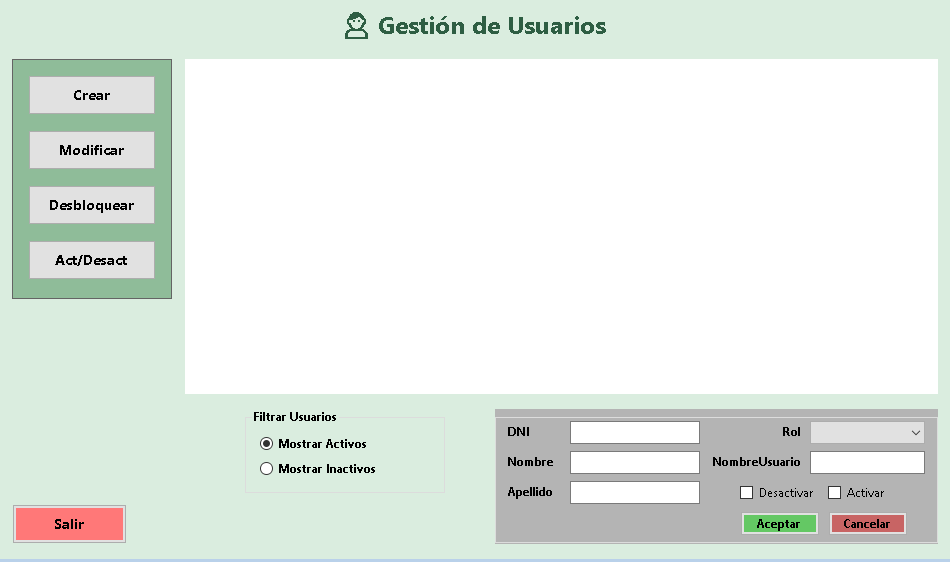 Gestión de Usuarios
Crear
Modificar
Desbloquear
Act/Desact
Filtrar Usuarios
Mostrar Activos
Mostrar Inactivos
Salir
DNI
Rol
Nombre
NombreUsuario
Apellido
Desactivar
Activar
Aceptar
Cancelar